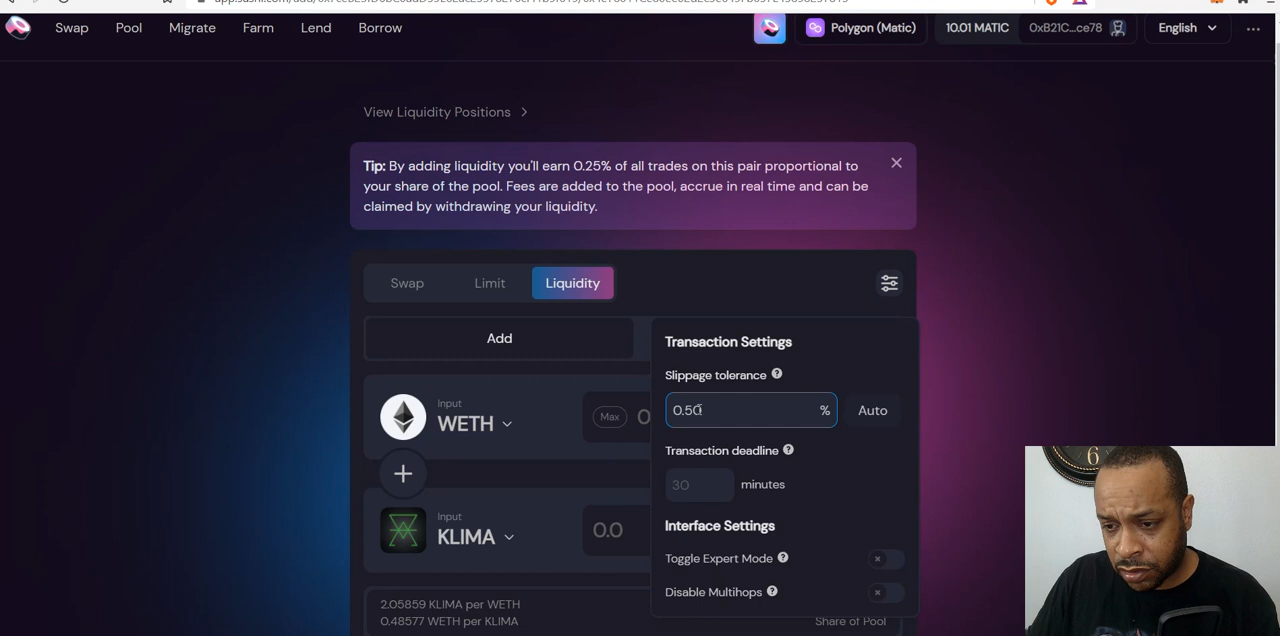 Swap
Pool
Migrate
Farm
Lend
Borrow
Polygon (Matic)
10.01 MATIC
0xB21C...ce78
English
View Liquidity Positions
Tip: By adding liquidity you'll earn 0.25% of all trades on this pair proportional to
your share of the pool. Fees are added to the pool, accrue in real time and can be
claimed by withdrawing your liquidity.
Swap
Limit
Liquidity
Add
Transaction Settings
Slippage tolerance
0.50
%
Auto
Input
WETH
Max
0
Transaction deadline
30
minutes
Input
KLIMA
0.0
Interface Settings
Toggle Expert Mode
Disable Multihops
2.05859 KLIMA per WETH
0.48577 WETH per KLIMA
Share of Pool
6